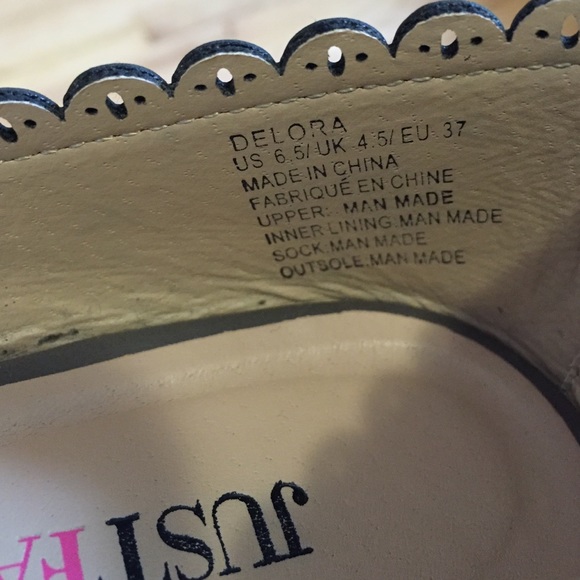 DELORA
US 6.5/ UK 4.5/ EU 37
MADE IN CHINA
FABRIQUÉ EN CHINE
UPPER: MAN MADE
INNER LINING:MAN MADE
SOCK:MAN MADE
OUTSOLE:MAN MADE
JUSTFA